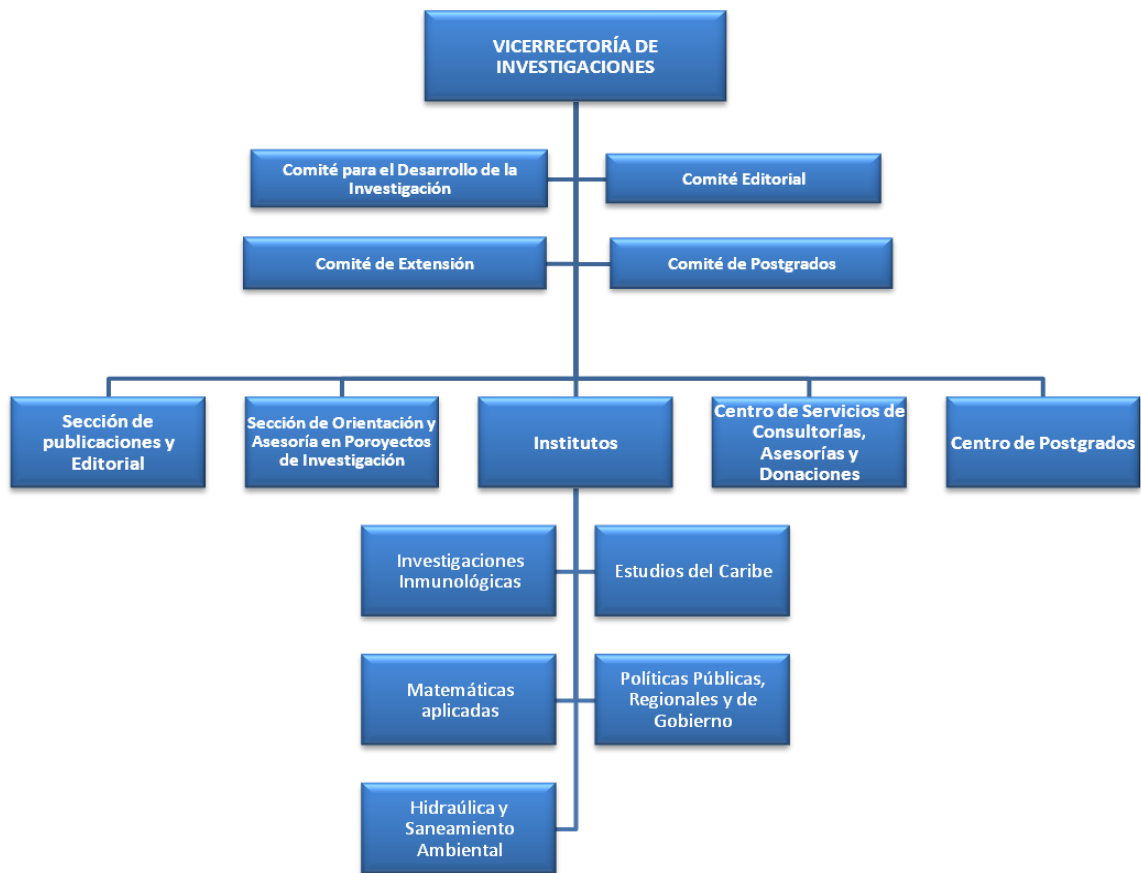 VICERRECTORÍA DE
INVESTIGACIONES
Comité para el Desarrollo de la
Investigación
Comité Editorial
Comité de Extensión
Comité de Postgrados
Sección de
publicaciones y
Editorial
Sección de Orientación y
Asesoría en Poroyectos
de Investigación
Institutos
Centro de Servicios de
Consultorías,
Asesorías y
Donaciones
Centro de Postgrados
Investigaciones
Inmunológicas
Estudios del Caribe
Matemáticas
aplicadas
Políticas Públicas,
Regionales y de
Gobierno
Hidraúlica y
Saneamiento
Ambiental